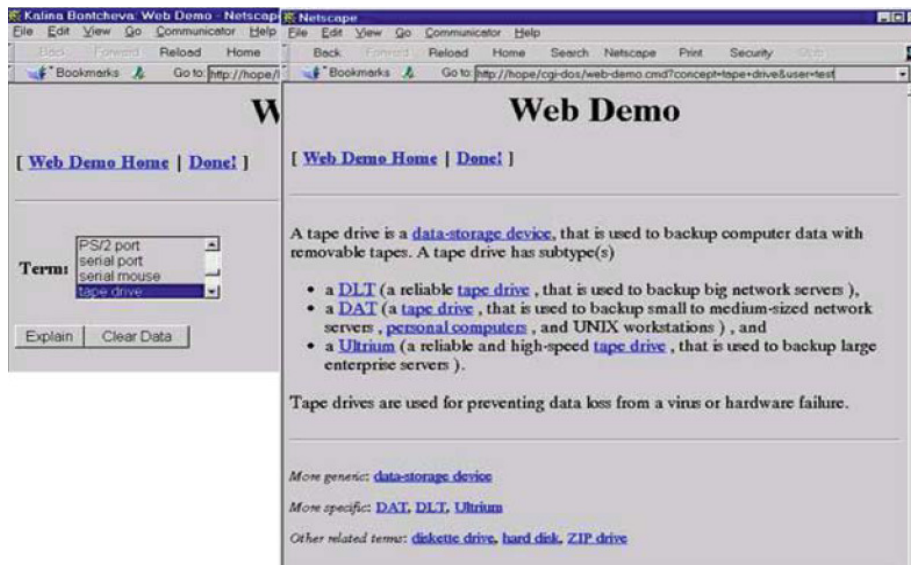 Kalina Bontcheva: Web Demo - Netscap
File Edit View Go Communicator Help
Back Forward Reload Home
Bookmarks Go to: http://hope/
W
[ Web Demo Home | Done! ]
Term:
PS/2 port
serial port
serial mouse
tape drive
Explain Clear Data
Netscape
File Edit View Go Communicator Help
Back Forward Reload Home Search Netscape Print Security Stop
Bookmarks Go to: http://hope/cgi-dos/web-demo.cmd?concept=tape+drive&user=test
Web Demo
[ Web Demo Home | Done! ]
A tape drive is a data-storage device, that is used to backup computer data with
removable tapes. A tape drive has subtype(s)
• a DLT (a reliable tape drive , that is used to backup big network servers ),
• a DAT (a tape drive , that is used to backup small to medium-sized network
servers , personal computers , and UNIX workstations ) , and
• a Ultrium (a reliable and high-speed tape drive , that is used to backup large
enterprise servers ).
Tape drives are used for preventing data loss from a virus or hardware failure.
More generic: data-storage device
More specific: DAT, DLT, Ultrium
Other related terms: diskette drive, hard disk, ZIP drive